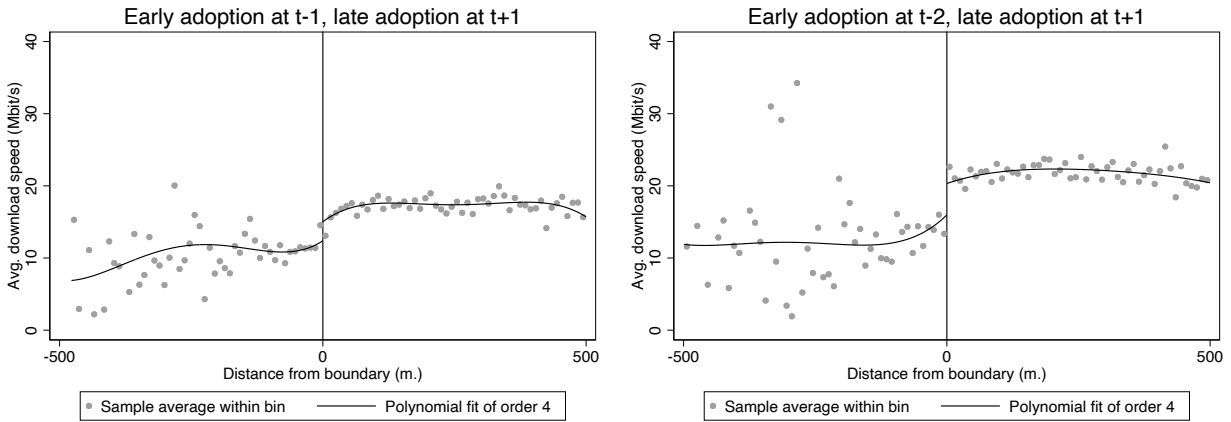 Early adoption at t-1, late adoption at t+1
Avg. download speed (Mbit/s)
40
30
20
10
0
-500
0
500
Distance from boundary (m.)
Sample average within bin
Polynomial fit of order 4
Early adoption at t-2, late adoption at t+1
Avg. download speed (Mbit/s)
40
30
20
10
0
-500
0
500
Distance from boundary (m.)
Sample average within bin
Polynomial fit of order 4